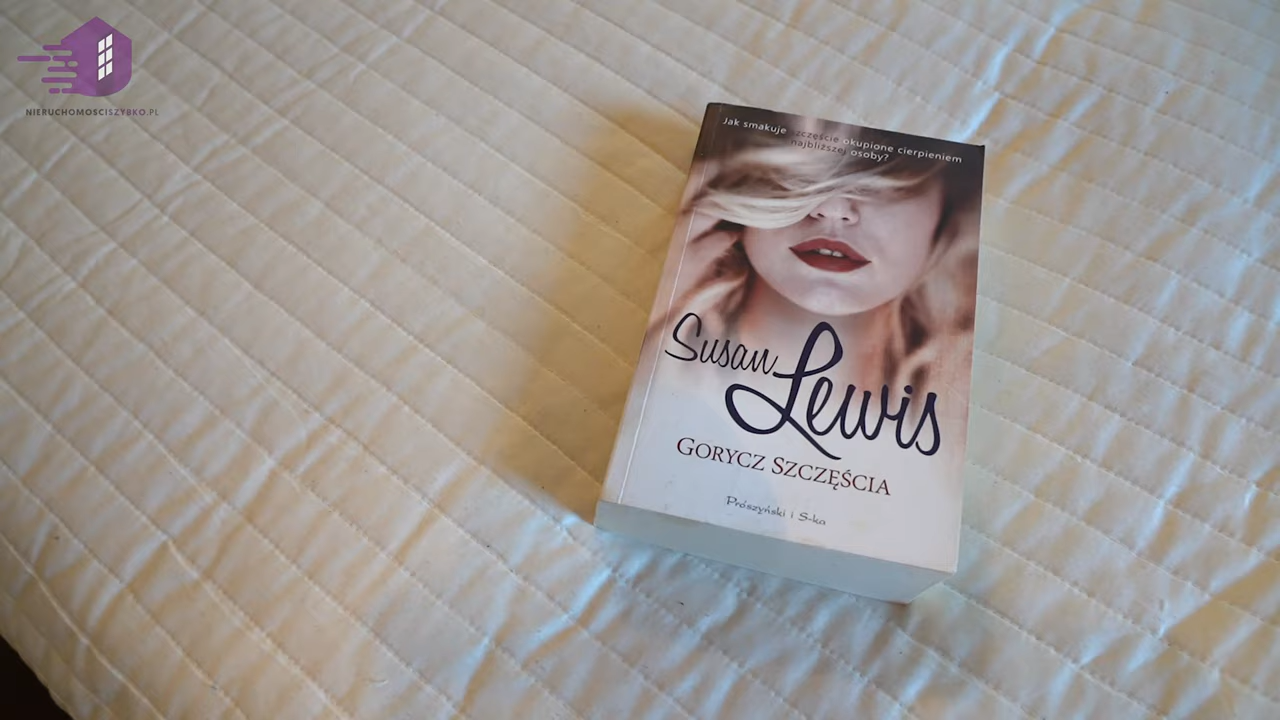 NIERUCHOMOSCISZYBKO.PL
Jak smakuje szczęście okupione cierpieniem
najbliższej osoby?
Susan
Lewis
GORYCZ SZCZĘŚCIA
Prószyński i S-ka